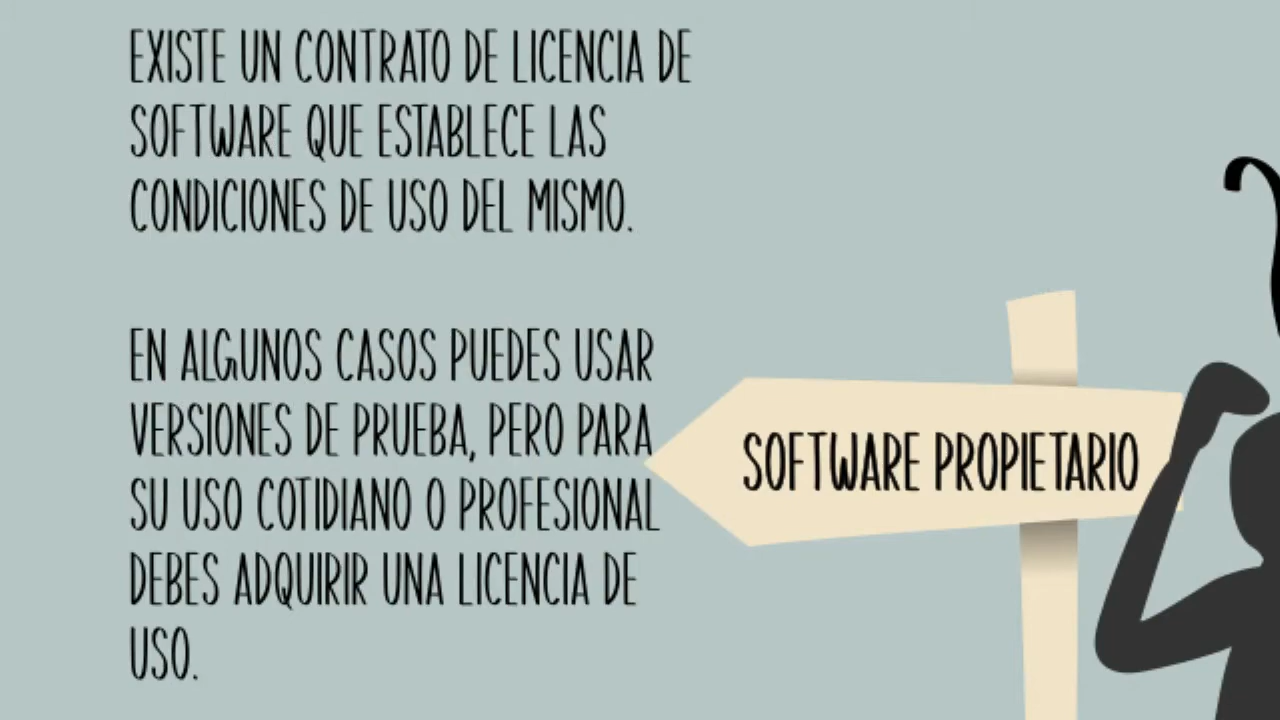 EXISTE UN CONTRATO DE LICENCIA DE
SOFTWARE QUE ESTABLECE LAS
CONDICIONES DE USO DEL MISMO.
EN ALGUNOS CASOS PUEDES USAR
VERSIONES DE PRUEBA, PERO PARA
SU USO COTIDIANO O PROFESIONAL
DEBES ADQUIRIR UNA LICENCIA DE
USO.
SOFTWARE PROPIETARIO